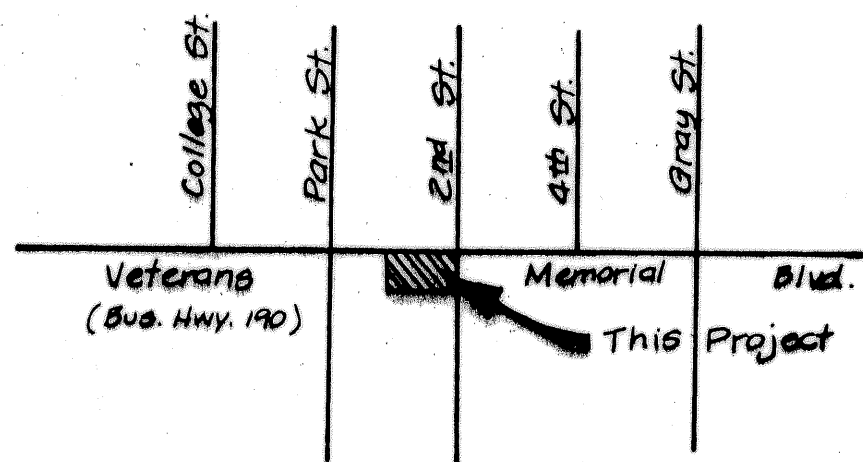 College St.
Park St.
2nd St.
4th St.
Gray St.
Veterans Memorial Blvd.
(Bus. Hwy. 190)
This Project